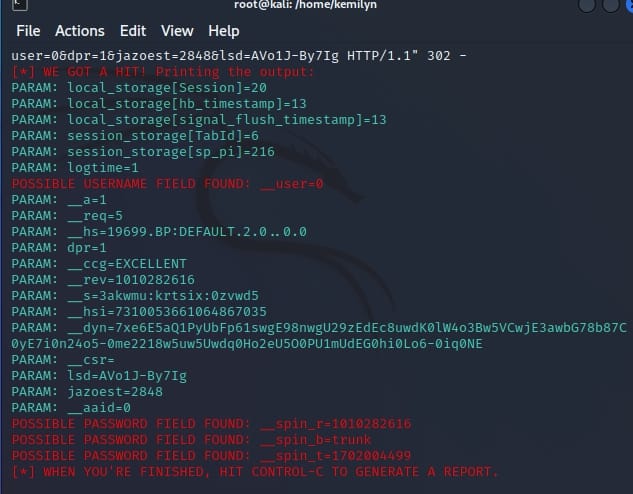 root@kali: /home/kemilyn
File Actions Edit View Help
user=0&dpr=1&jazoest=2848&lsd=AVo1J-By7Ig HTTP/1.1" 302 -
[*] WE GOT A HIT! Printing the output:
PARAM: local_storage[Session]=20
PARAM: local_storage[hb_timestamp]=13
PARAM: local_storage[signal_flush_timestamp]=13
PARAM: session_storage[TabId]=6
PARAM: session_storage[sp_pi]=216
PARAM: logtime=1
POSSIBLE USERNAME FIELD FOUND: __user=0
PARAM: __a=1
PARAM: __req=5
PARAM: __hs=19699.BP:DEFAULT.2.0..0.0
PARAM: dpr=1
PARAM: __ccg=EXCELLENT
PARAM: __rev=1010282616
PARAM: __s=3akwmu:krtsix:0zvwd5
PARAM: __hsi=7310053661064867035
PARAM: __dyn=7xe6E5aQ1PyUbFp61swgE98nwgU29zEdEc8uwdK0lW4o3Bw5VCwjE3awbG78b87C
0yE7i0n24o5-0me2218w5uw5Uwdq0Ho2eU5O0PU1mUdEG0hi0Lo6-0iq0NE
PARAM: __csr=
PARAM: lsd=AVo1J-By7Ig
PARAM: jazoest=2848
PARAM: __aaid=0
POSSIBLE PASSWORD FIELD FOUND: __spin_r=1010282616
POSSIBLE PASSWORD FIELD FOUND: __spin_b=trunk
POSSIBLE PASSWORD FIELD FOUND: __spin_t=1702004499
[*] WHEN YOU'RE FINISHED, HIT CONTROL-C TO GENERATE A REPORT.